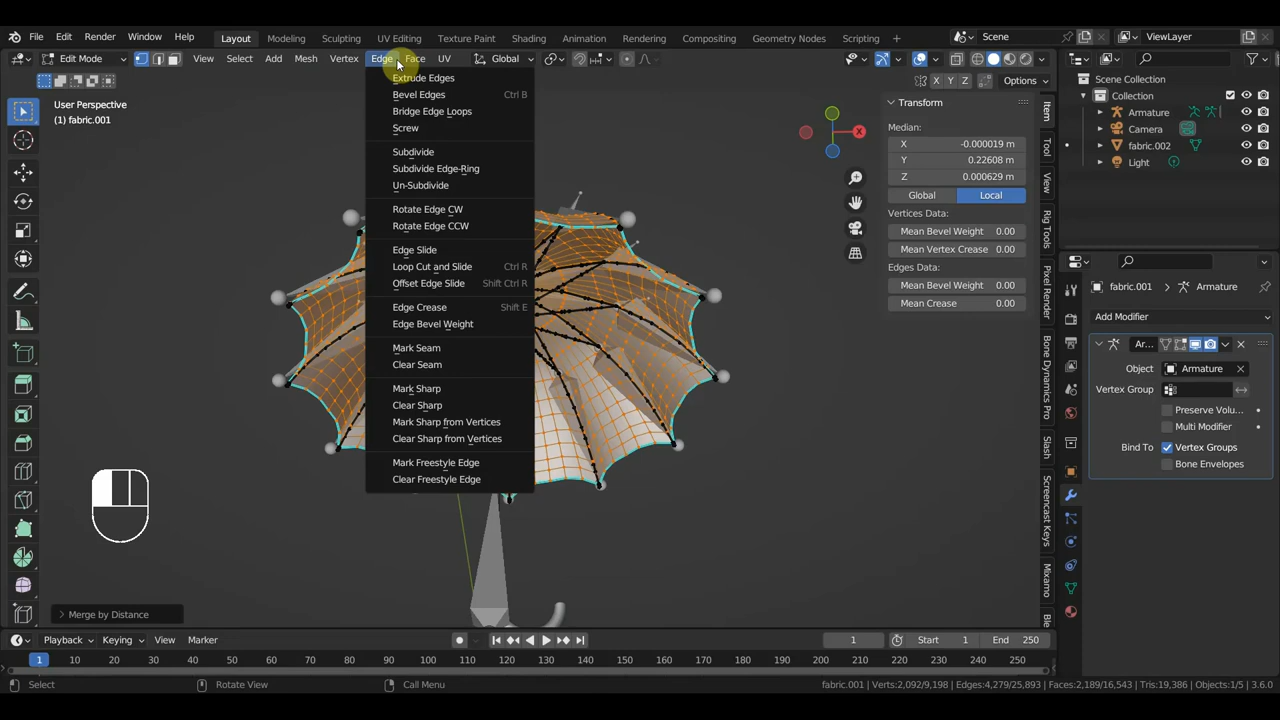 File Edit Render Window Help Layout Modeling Sculpting UV Editing Texture Paint Shading Animation Rendering Compositing Geometry Nodes Scripting + Scene ViewLayer
Edit Mode View Select Add Mesh Vertex Edge Face UV Global
X Y Z Options
User Perspective
(1) fabric.001
Extrude Edges
Bevel Edges Ctrl B
Bridge Edge Loops
Screw
Subdivide
Subdivide Edge-Ring
Un-Subdivide
Rotate Edge CW
Rotate Edge CCW
Edge Slide
Loop Cut and Slide Ctrl R
Offset Edge Slide Shift Ctrl R
Edge Crease Shift E
Edge Bevel Weight
Mark Seam
Clear Seam
Mark Sharp
Clear Sharp
Mark Sharp from Vertices
Clear Sharp from Vertices
Mark Freestyle Edge
Clear Freestyle Edge
X
Transform
Median:
X -0.000019 m
Y 0.22608 m
Z 0.000629 m
Global Local
Vertices Data:
Mean Bevel Weight 0.00
Mean Vertex Crease 0.00
Edges Data:
Mean Bevel Weight 0.00
Mean Crease 0.00
Item
Tool
View
Rig Tools
Pixel Render
Bone Dynamics Pro
Slash
Screencast Keys
Mixamo
Ble
Scene Collection
Collection
Armature
Camera
fabric.002
Light
fabric.001 Armature
Add Modifier
Ar...
Object Armature
Vertex Group
Preserve Volu...
Multi Modifier
Bind To Vertex Groups
Bone Envelopes
Merge by Distance
Playback Keying View Marker 1 Start 1 End 250
1 10 20 30 40 50 60 70 80 90 100 110 120 130 140 150 160 170 180 190 200 210 220 230 240 250
Select Rotate View Call Menu fabric.001 | Verts:2,092/9,198 | Edges:4,279/25,893 | Faces:2,189/16,543 | Tris:19,386 | Objects:1/5 | 3.6.0